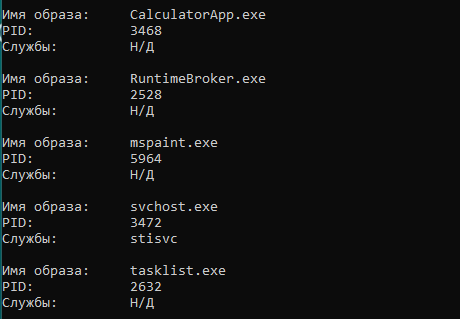 Имя образа: CalculatorApp.exe
PID: 3468
Службы: Н/Д
Имя образа: RuntimeBroker.exe
PID: 2528
Службы: Н/Д
Имя образа: mspaint.exe
PID: 5964
Службы: Н/Д
Имя образа: svchost.exe
PID: 3472
Службы: stisvc
Имя образа: tasklist.exe
PID: 2632
Службы: Н/Д